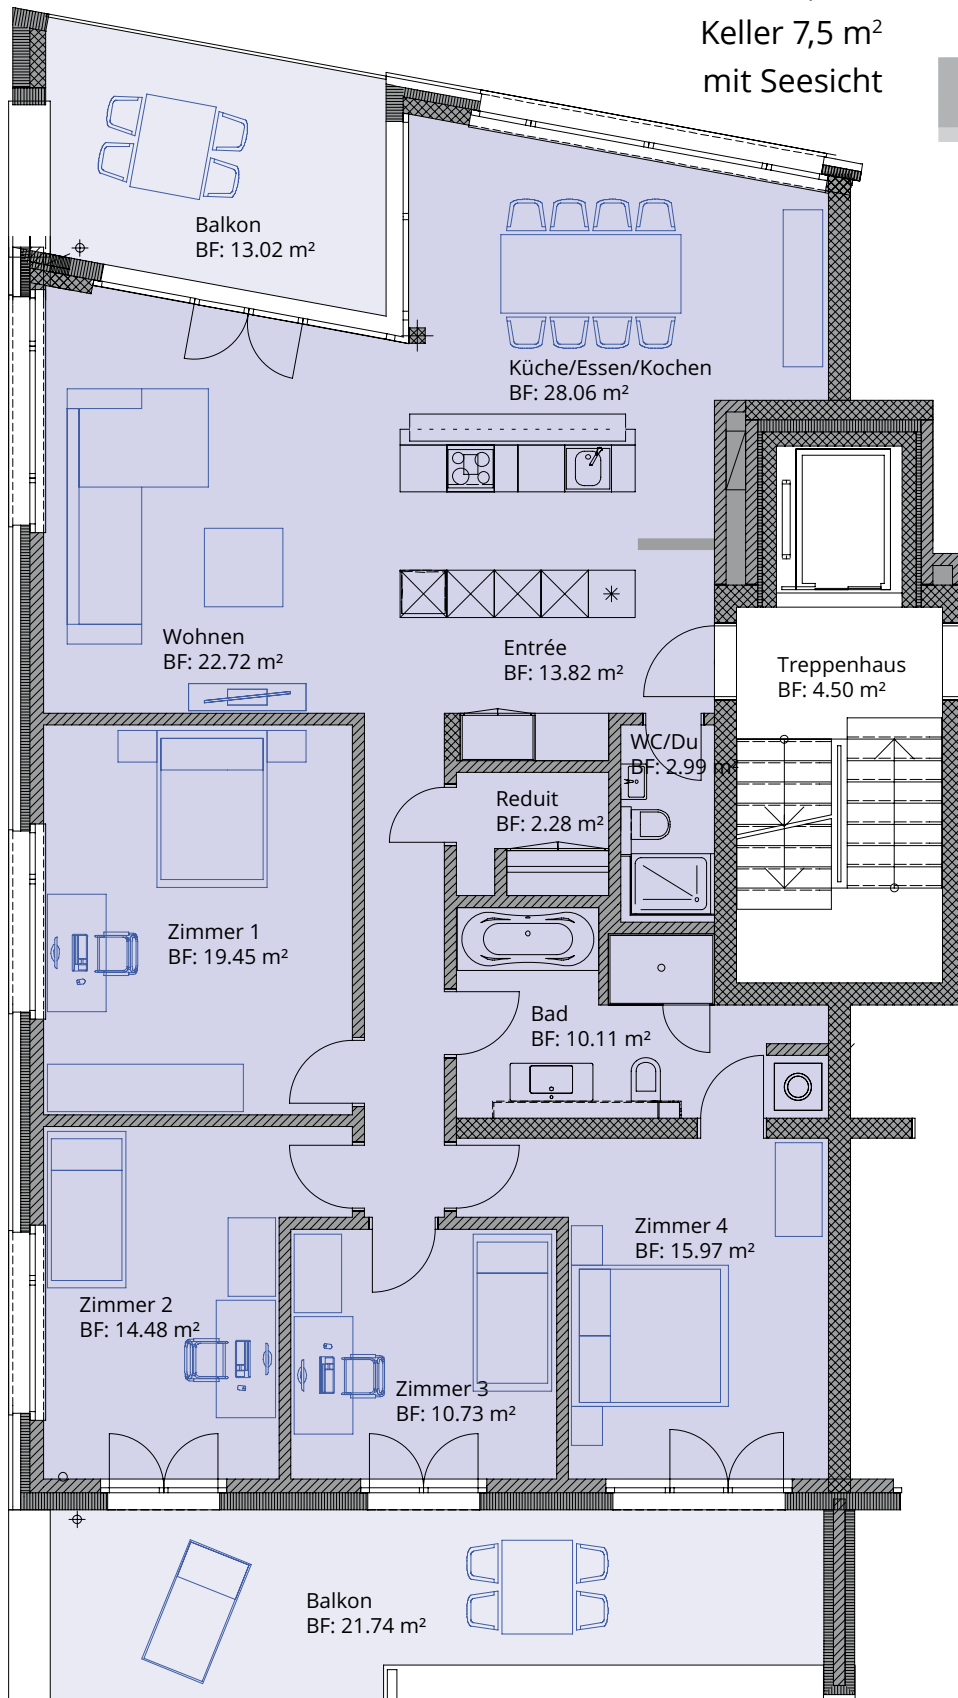 Keller 7,5 m²
mit Seesicht
Balkon
BF: 13.02 m²
Küche/Essen/Kochen
BF: 28.06 m²
Wohnen
BF: 22.72 m²
Entrée
BF: 13.82 m²
Treppenhaus
BF: 4.50 m²
WC/Du
BF: 2.99 m²
Reduit
BF: 2.28 m²
Zimmer 1
BF: 19.45 m²
Bad
BF: 10.11 m²
Zimmer 4
BF: 15.97 m²
Zimmer 2
BF: 14.48 m²
Zimmer 3
BF: 10.73 m²
Balkon
BF: 21.74 m²